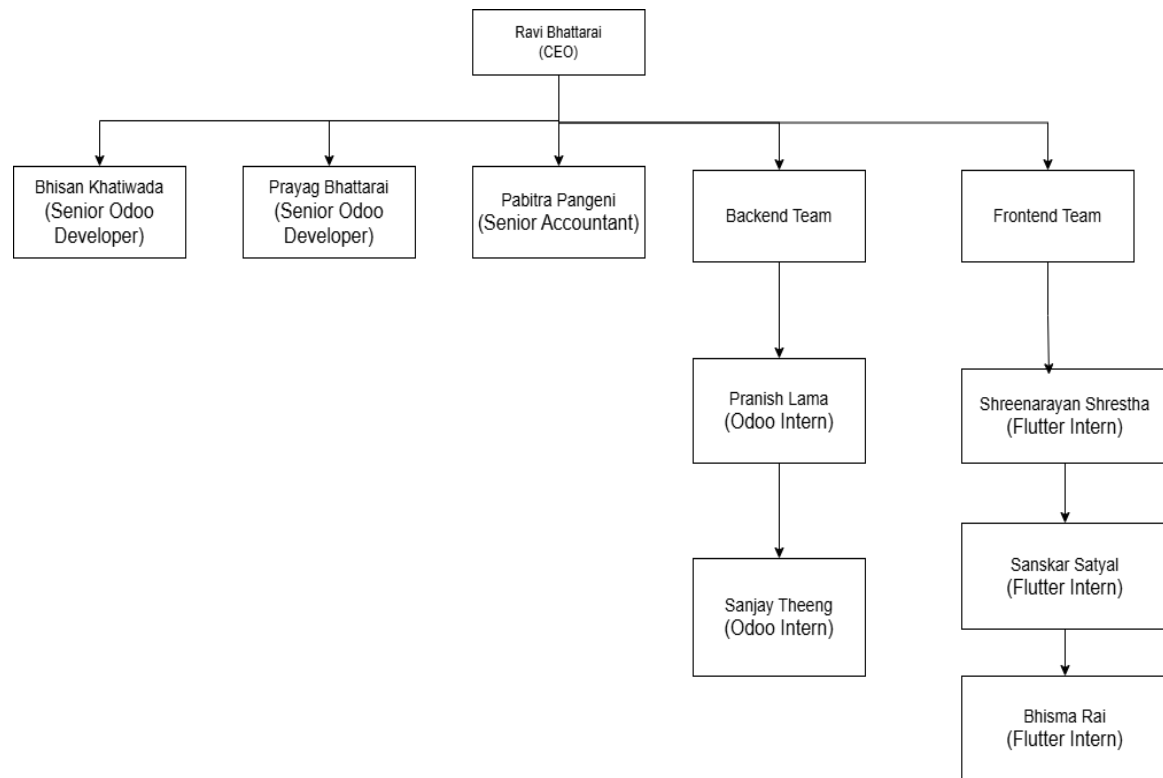 Ravi Bhattarai
(CEO)
Bhisan Khatiwada
(Senior Odoo
Developer)
Prayag Bhattarai
(Senior Odoo
Developer)
Pabitra Pangeni
(Senior Accountant)
Backend Team
Frontend Team
Pranish Lama
(Odoo Intern)
Shreenarayan Shrestha
(Flutter Intern)
Sanskar Satyal
(Flutter Intern)
Sanjay Theeng
(Odoo Intern)
Bhisma Rai
(Flutter Intern)